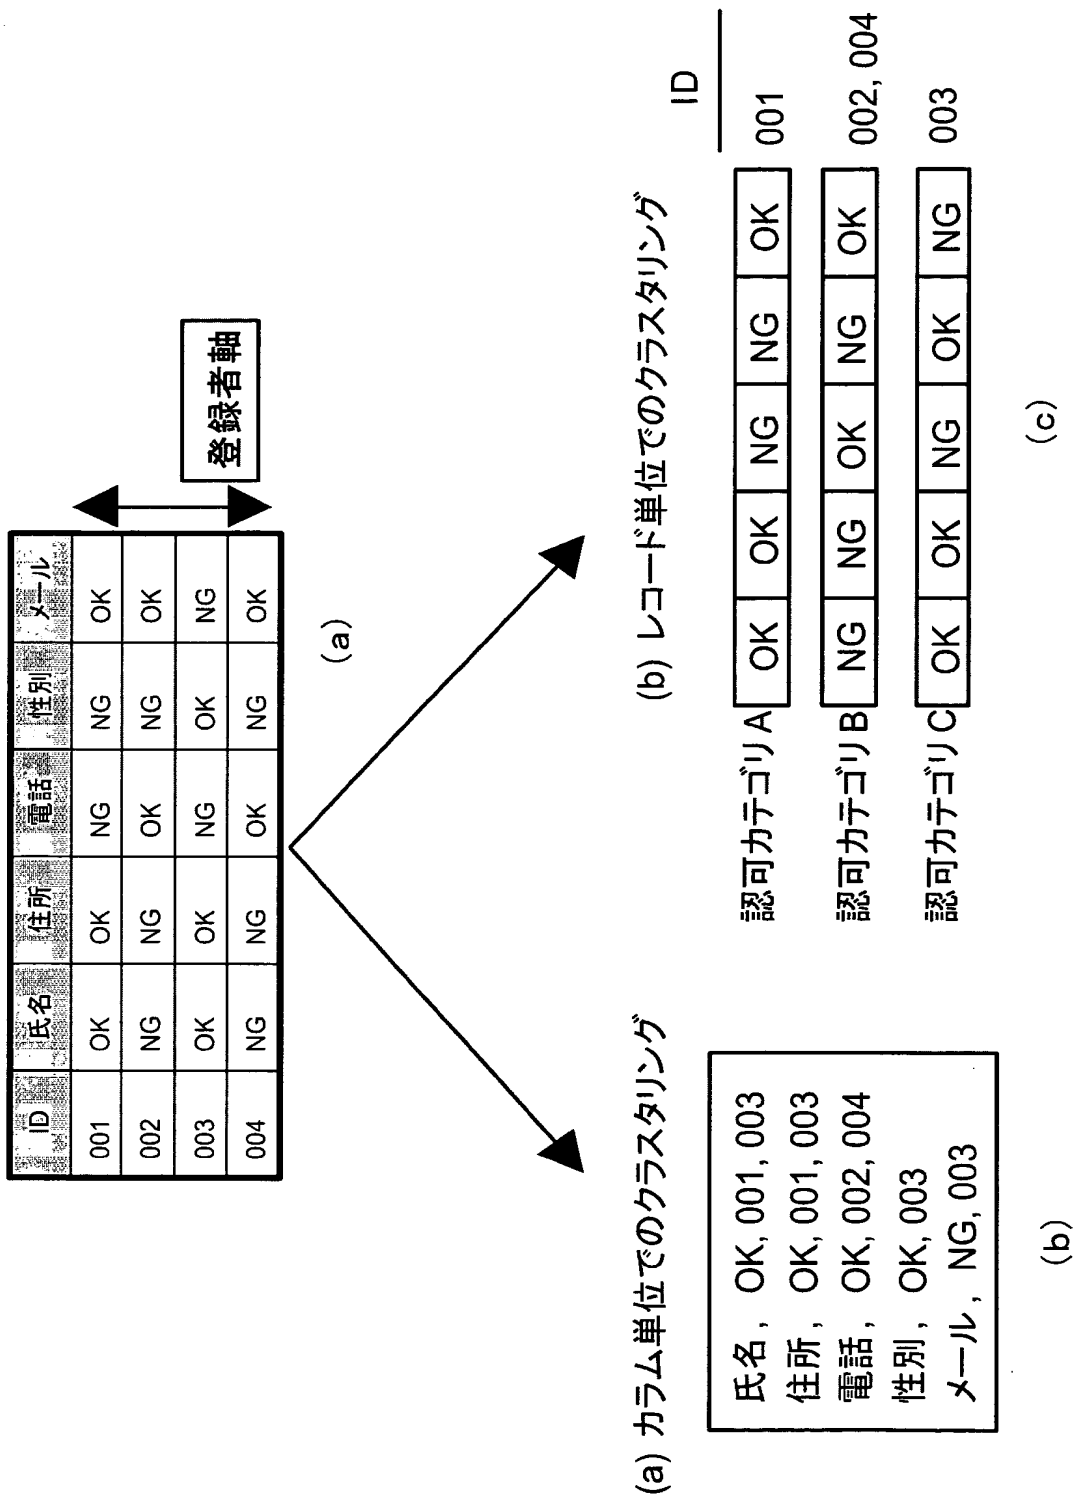 ID 氏名 住所 電話 性別 メール
001 OK OK NG NG OK
002 NG NG OK NG OK
003 OK OK NG OK NG
004 NG NG OK NG OK
登録者軸
(a)
(a) カラム単位でのクラスタリング
氏名, OK, 001, 003
住所, OK, 001, 003
電話, OK, 002, 004
性別, OK, 003
メール, NG, 003
(b)
(b) レコード単位でのクラスタリング
ID
認可カテゴリA OK OK NG NG OK 001
認可カテゴリB NG NG OK NG OK 002, 004
認可カテゴリC OK OK NG OK NG 003
(c)